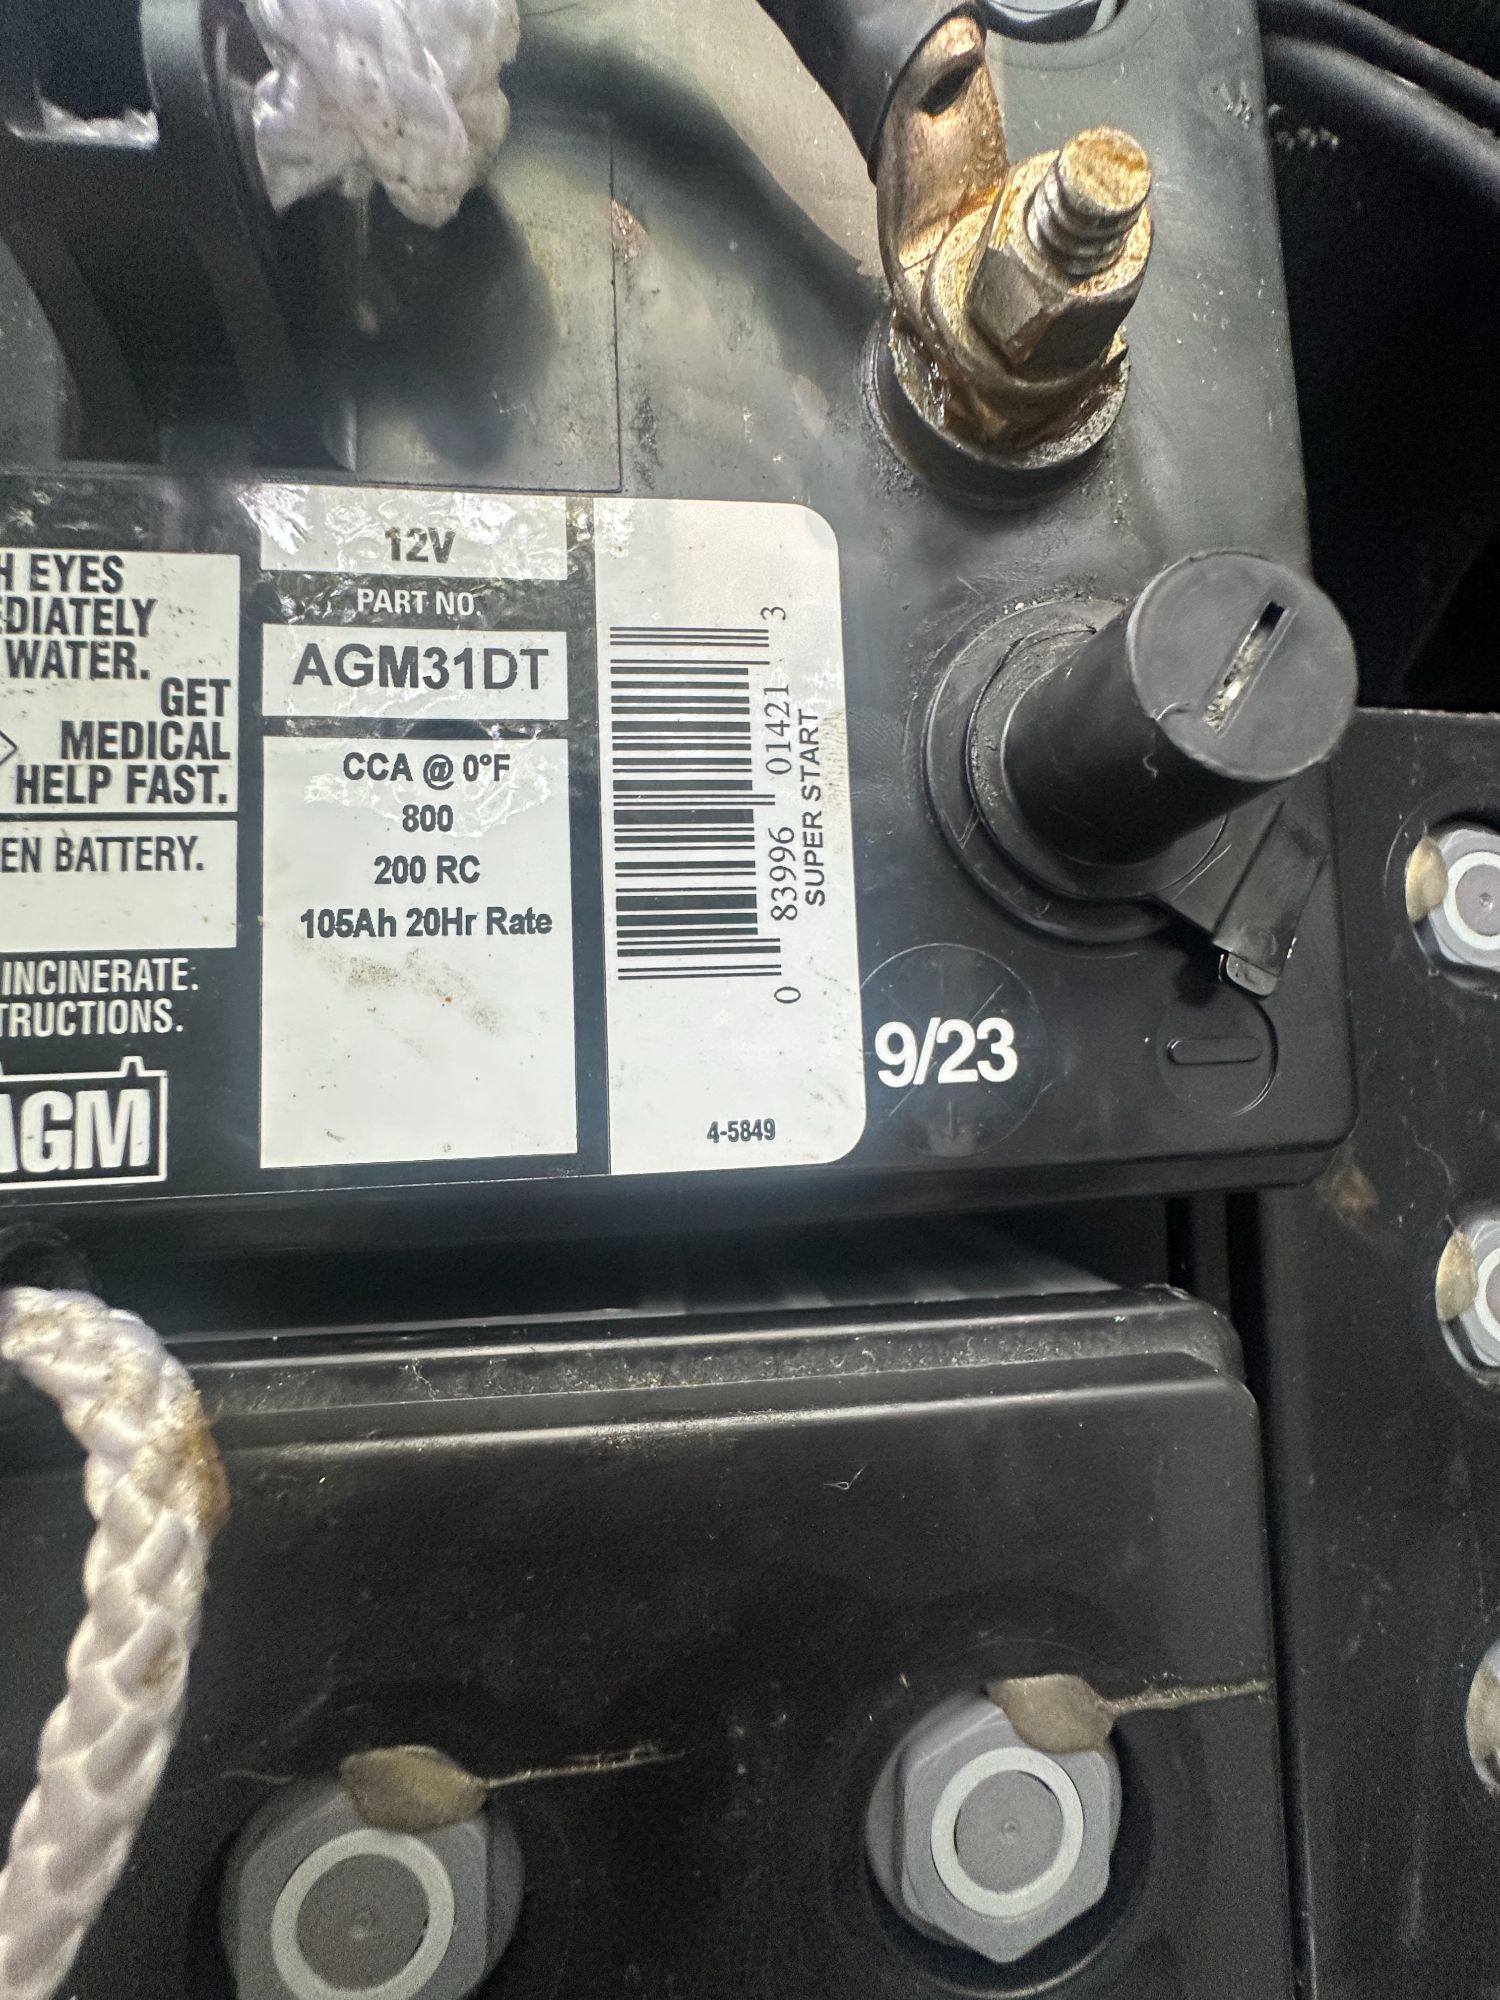 H EYES
DIATELY
WATER.
GET
MEDICAL
HELP FAST.
EN BATTERY.
INCINERATE:
TRUCTIONS.
AGM
12V
PART NO.
AGM31DT
CCA @ 0°F
800
200 RC
105Ah 20Hr Rate
0 83996 01421 3
SUPER START
4-5849
9/23